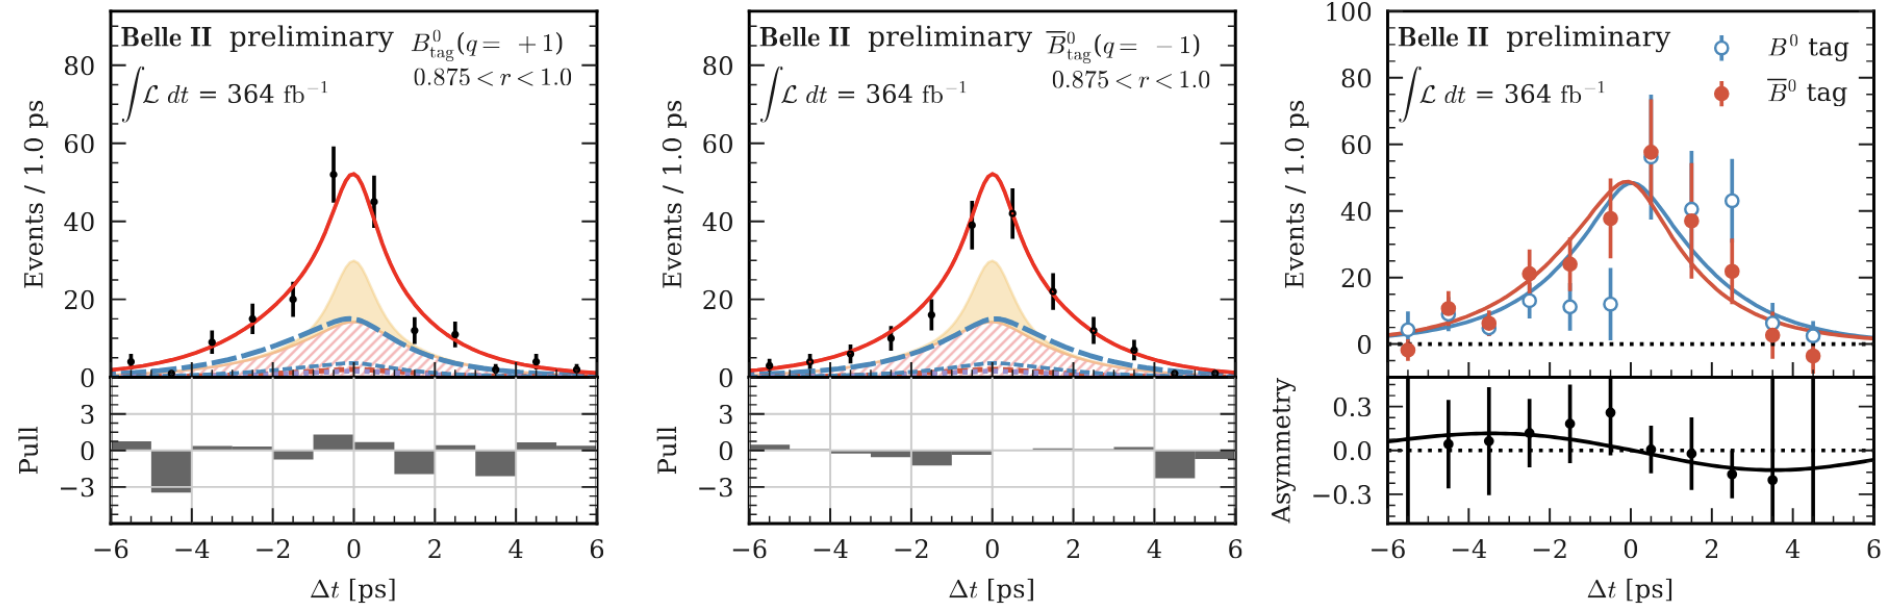 Belle II preliminary
B⁰tag(q = +1)
0.875 < r < 1.0
∫ℒ dt = 364 fb⁻¹
Events / 1.0 ps
80
60
40
20
0
Pull
3
0
−3
−6 −4 −2 0 2 4 6
Δt [ps]
Belle II preliminary
B̅⁰tag(q = −1)
0.875 < r < 1.0
∫ℒ dt = 364 fb⁻¹
Events / 1.0 ps
80
60
40
20
0
Pull
3
0
−3
−6 −4 −2 0 2 4 6
Δt [ps]
Belle II preliminary
∫ℒ dt = 364 fb⁻¹
B⁰ tag
B̅⁰ tag
Events / 1.0 ps
100
80
60
40
20
0
Asymmetry
0.3
0.0
−0.3
−6 −4 −2 0 2 4 6
Δt [ps]